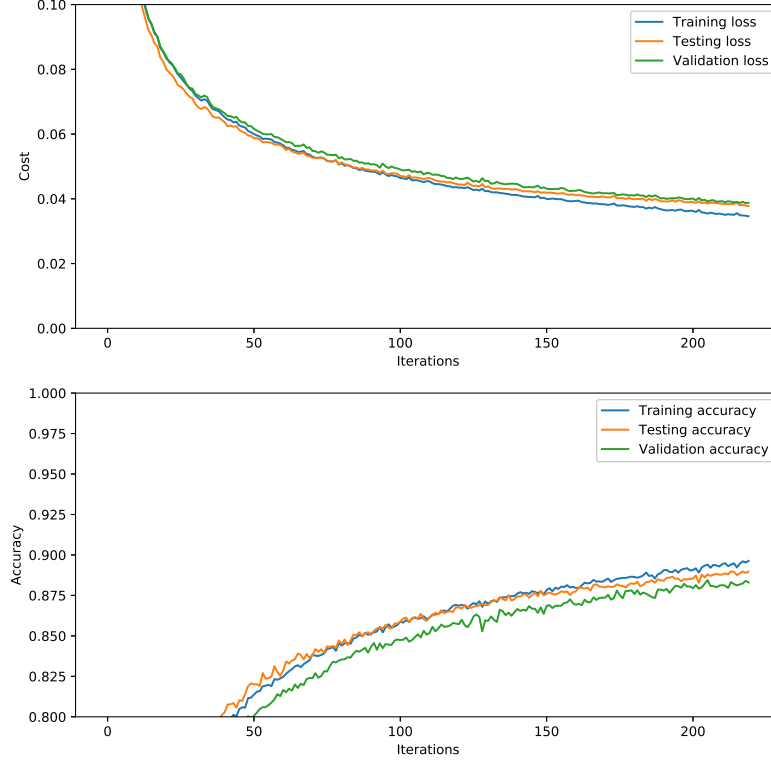 0.10
0.08
0.06
0.04
0.02
0.00
Cost
Training loss
Testing loss
Validation loss
0 50 100 150 200
Iterations
1.000
0.975
0.950
0.925
0.900
0.875
0.850
0.825
0.800
Accuracy
Training accuracy
Testing accuracy
Validation accuracy
0 50 100 150 200
Iterations